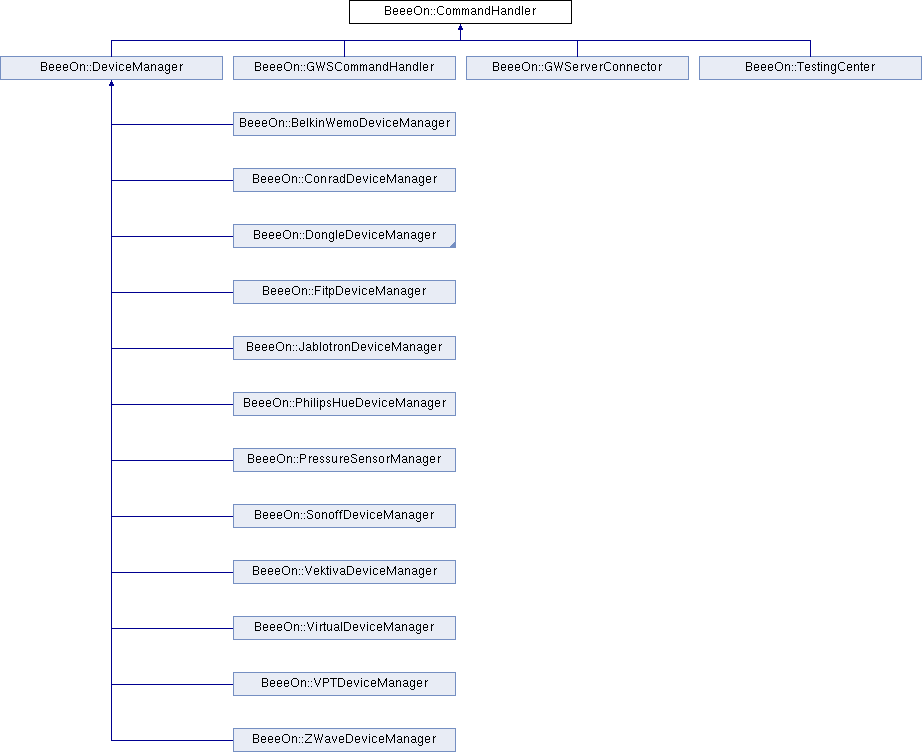 BeeeOn::CommandHandler
BeeeOn::DeviceManager
BeeeOn::GWSCommandHandler
BeeeOn::GWServerConnector
BeeeOn::TestingCenter
BeeeOn::BelkinWemoDeviceManager
BeeeOn::ConradDeviceManager
BeeeOn::DongleDeviceManager
BeeeOn::FitpDeviceManager
BeeeOn::JablotronDeviceManager
BeeeOn::PhilipsHueDeviceManager
BeeeOn::PressureSensorManager
BeeeOn::SonoffDeviceManager
BeeeOn::VektivaDeviceManager
BeeeOn::VirtualDeviceManager
BeeeOn::VPTDeviceManager
BeeeOn::ZWaveDeviceManager